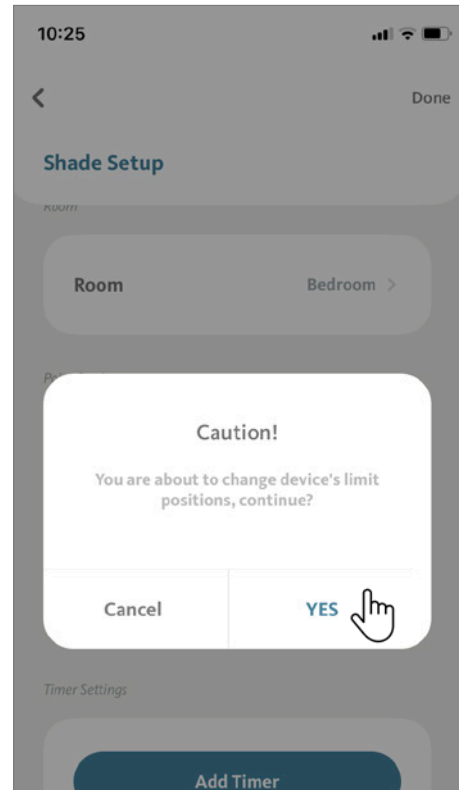 10:25
Done
Shade Setup
Room
Room Bedroom
Caution!
You are about to change device's limit
positions, continue?
Cancel YES
Timer Settings
Add Timer